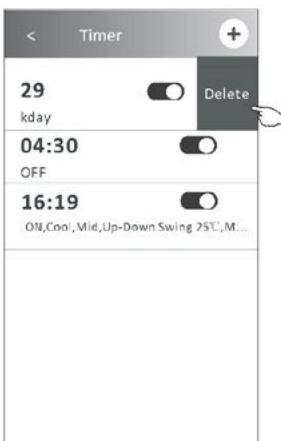 < Timer +
29 Delete
kday
04:30
OFF
16:19
ON,Cool,Mid,Up-Down Swing 25℃,M...